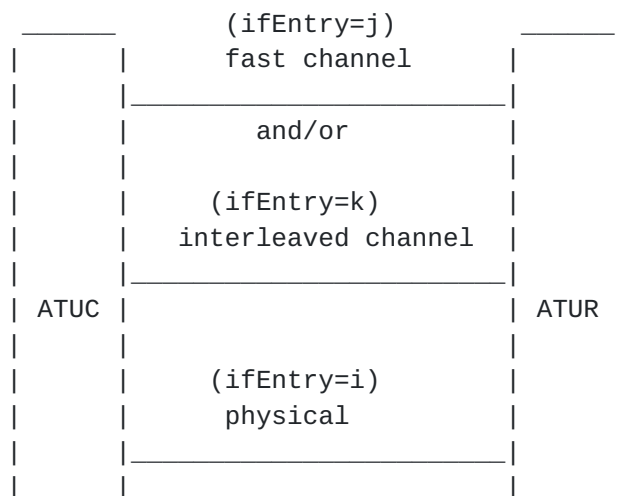 (ifEntry=j)
fast channel
and/or
(ifEntry=k)
interleaved channel
ATUC ATUR
(ifEntry=i)
physical